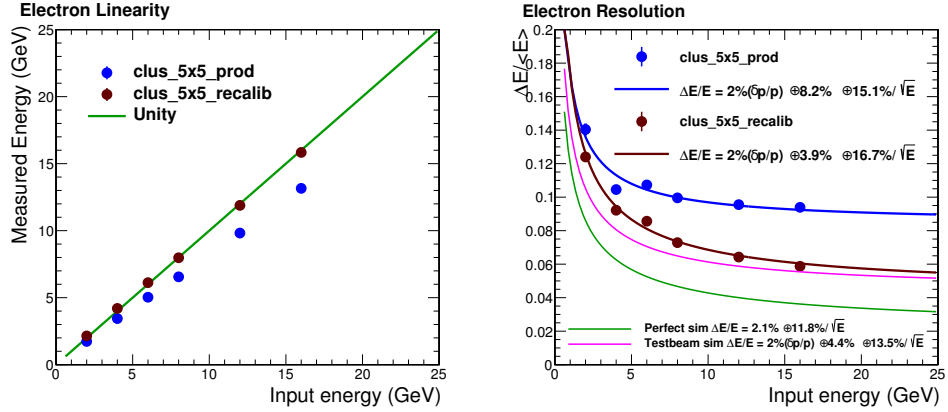 Electron Linearity
Measured Energy (GeV)
25
20
15
10
5
0
0
5
10
15
20
25
Input energy (GeV)
clus_5x5_prod
clus_5x5_recalib
Unity
Electron Resolution
ΔE/<E>
0.2
0.18
0.16
0.14
0.12
0.1
0.08
0.06
0.04
0.02
0
0
5
10
15
20
25
Input energy (GeV)
clus_5x5_prod
ΔE/E = 2%(δp/p) ⊕8.2% ⊕15.1%/√E
clus_5x5_recalib
ΔE/E = 2%(δp/p) ⊕3.9% ⊕16.7%/√E
Perfect sim ΔE/E = 2.1% ⊕11.8%/√E
Testbeam sim ΔE/E = 2%(δp/p) ⊕4.4% ⊕13.5%/√E